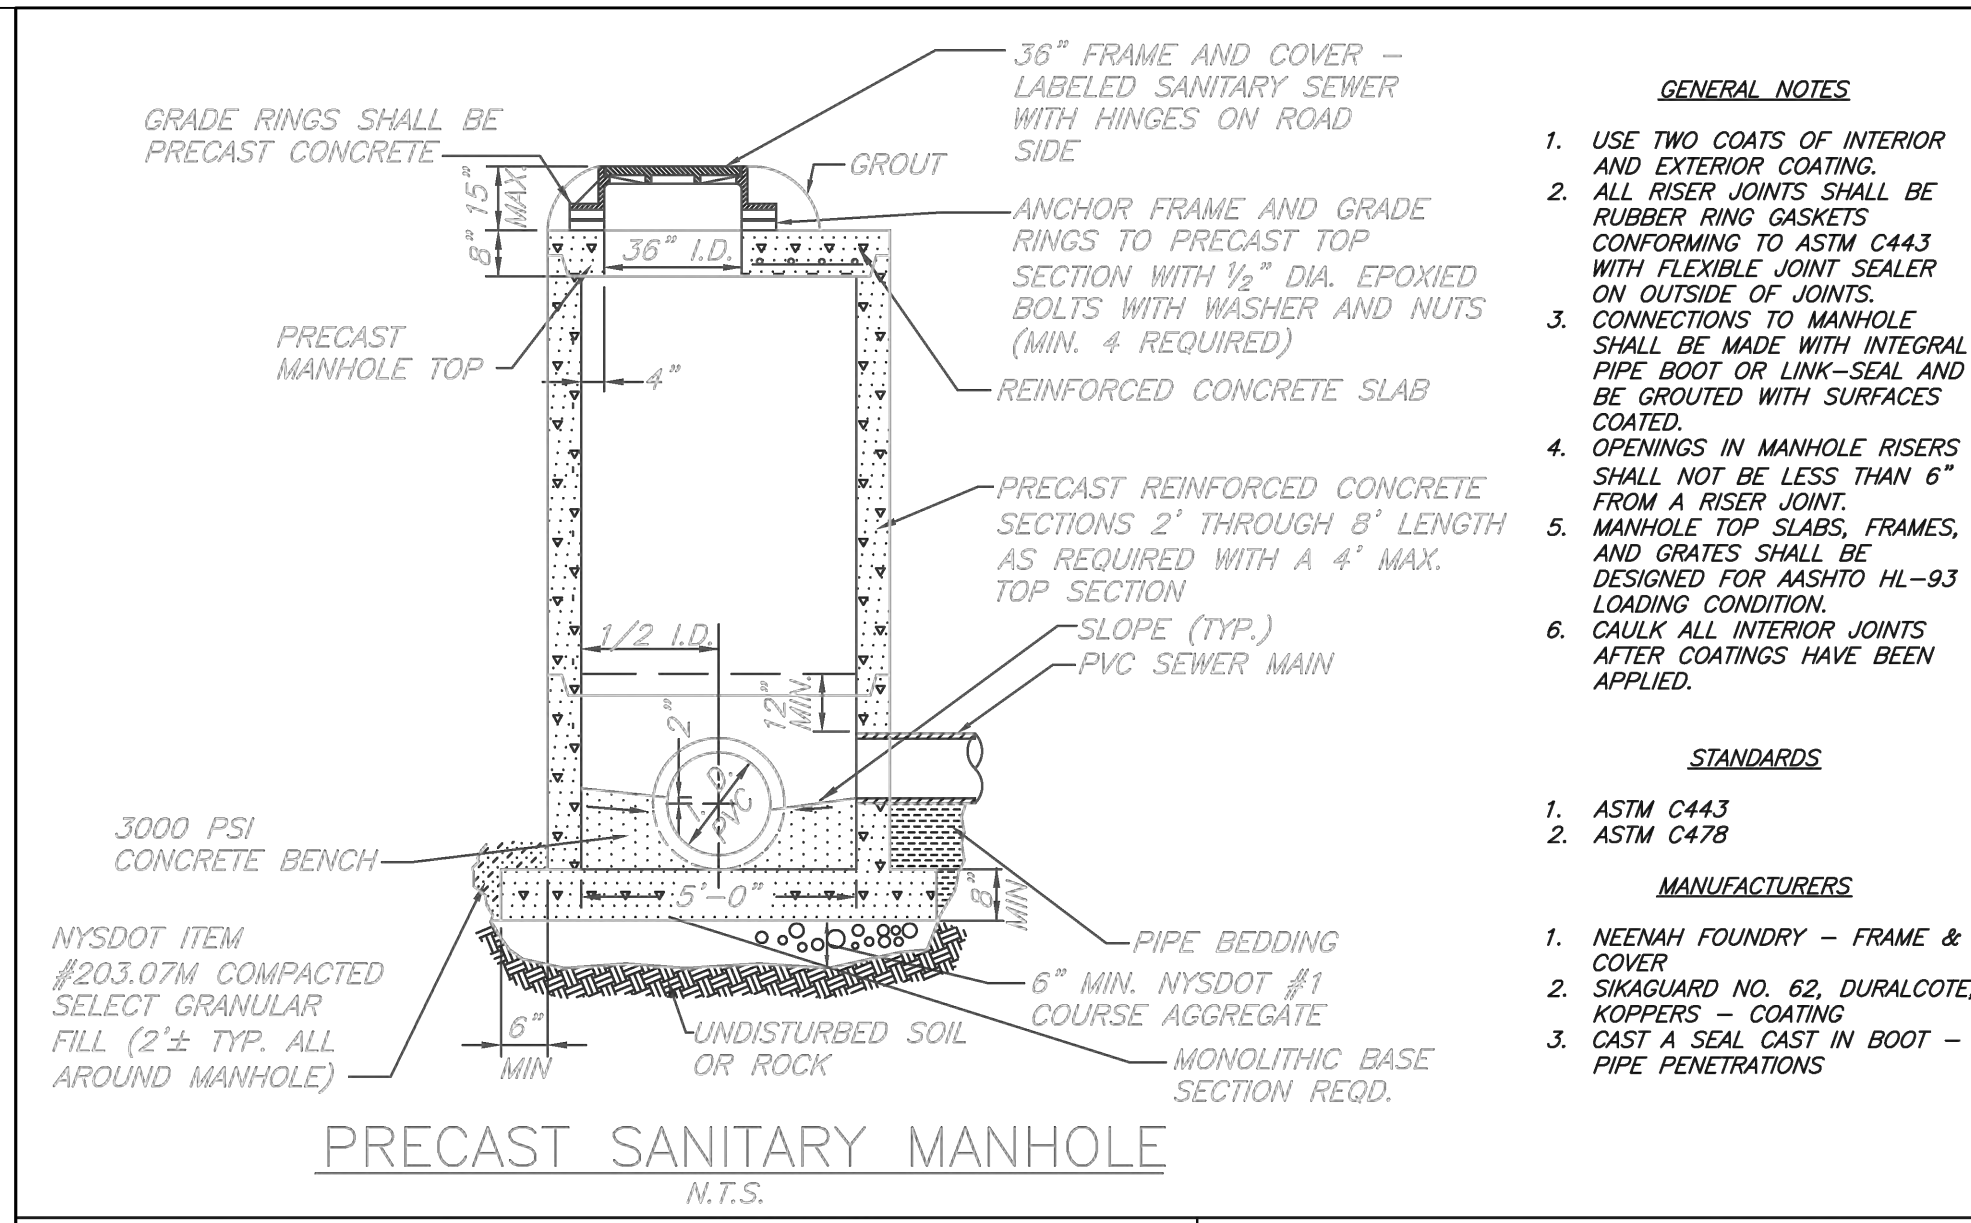 36" FRAME AND COVER –
LABELED SANITARY SEWER
WITH HINGES ON ROAD
SIDE
GRADE RINGS SHALL BE
PRECAST CONCRETE
GROUT
15"
MAX.
8"
36" I.D.
ANCHOR FRAME AND GRADE
RINGS TO PRECAST TOP
SECTION WITH 1/2" DIA. EPOXIED
BOLTS WITH WASHER AND NUTS
(MIN. 4 REQUIRED)
PRECAST
MANHOLE TOP
4"
REINFORCED CONCRETE SLAB
PRECAST REINFORCED CONCRETE
SECTIONS 2' THROUGH 8' LENGTH
AS REQUIRED WITH A 4' MAX.
TOP SECTION
1/2 I.D.
SLOPE (TYP.)
PVC SEWER MAIN
12"
MIN.
2"
I. D.
PVC
3000 PSI
CONCRETE BENCH
5'-0"
8"
MIN
NYSDOT ITEM
#203.07M COMPACTED
SELECT GRANULAR
FILL (2'± TYP. ALL
AROUND MANHOLE)
6"
MIN
PIPE BEDDING
6" MIN. NYSDOT #1
COURSE AGGREGATE
UNDISTURBED SOIL
OR ROCK
MONOLITHIC BASE
SECTION REQD.
PRECAST SANITARY MANHOLE
N.T.S.
GENERAL NOTES
1. USE TWO COATS OF INTERIOR
AND EXTERIOR COATING.
2. ALL RISER JOINTS SHALL BE
RUBBER RING GASKETS
CONFORMING TO ASTM C443
WITH FLEXIBLE JOINT SEALER
ON OUTSIDE OF JOINTS.
3. CONNECTIONS TO MANHOLE
SHALL BE MADE WITH INTEGRAL
PIPE BOOT OR LINK–SEAL AND
BE GROUTED WITH SURFACES
COATED.
4. OPENINGS IN MANHOLE RISERS
SHALL NOT BE LESS THAN 6"
FROM A RISER JOINT.
5. MANHOLE TOP SLABS, FRAMES,
AND GRATES SHALL BE
DESIGNED FOR AASHTO HL–93
LOADING CONDITION.
6. CAULK ALL INTERIOR JOINTS
AFTER COATINGS HAVE BEEN
APPLIED.
STANDARDS
1. ASTM C443
2. ASTM C478
MANUFACTURERS
1. NEENAH FOUNDRY – FRAME &
COVER
2. SIKAGUARD NO. 62, DURALCOTE,
KOPPERS – COATING
3. CAST A SEAL CAST IN BOOT –
PIPE PENETRATIONS